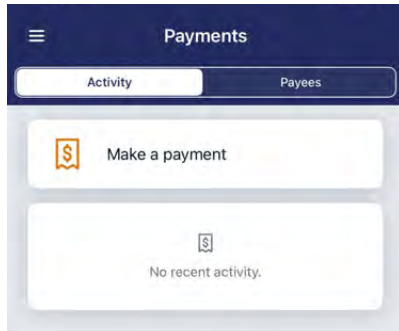 Payments
Activity
Payees
$
Make a payment
$
No recent activity.